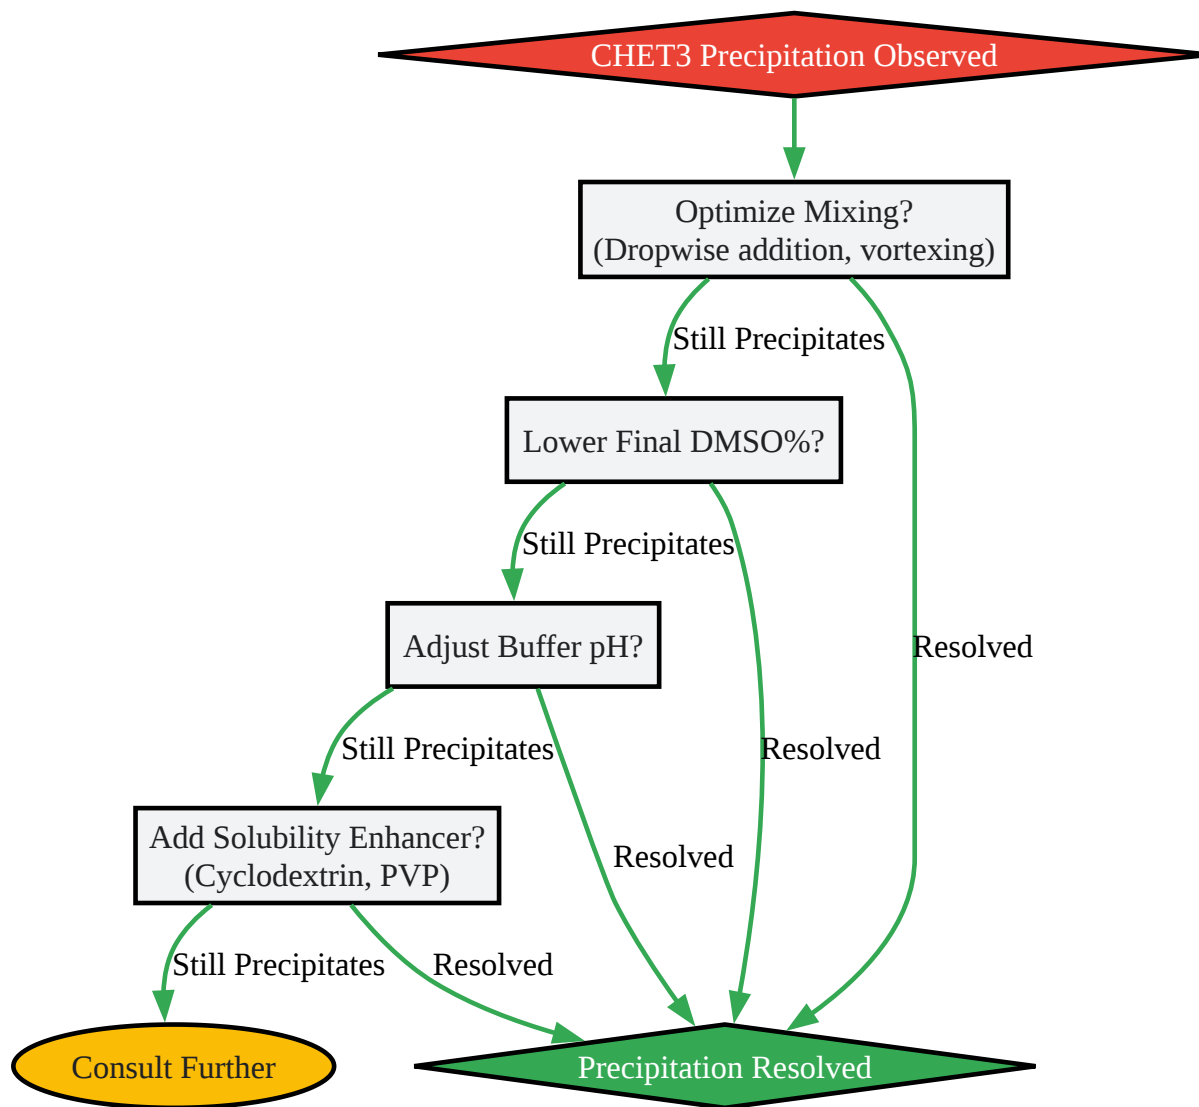 CHET3 Precipitation Observed
Optimize Mixing?
(Dropwise addition, vortexing)
Still Precipitates
Lower Final DMSO%?
Still Precipitates
Adjust Buffer pH?
Resolved
Still Precipitates
Resolved
Add Solubility Enhancer?
(Cyclodextrin, PVP)
Resolved
Still Precipitates
Resolved
Consult Further
Precipitation Resolved